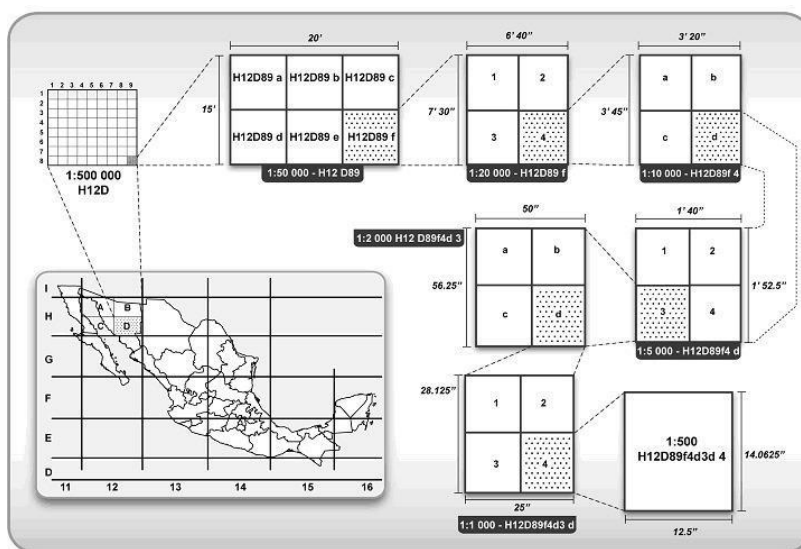 20'
6' 40"
3' 20"
1 2 3 4 5 6 7 8 9
1
2
3
4
5
6
7
8
1:500 000
H12D
15'
H12D89 a H12D89 b H12D89 c
H12D89 d H12D89 e H12D89 f
1:50 000 - H12 D89
7' 30"
1 2
3 4
1:20 000 - H12D89 f
3' 45"
a b
c d
1:10 000 - H12D89f 4
50"
1' 40"
1:2 000 H12 D89f4d 3
56.25"
a b
c d
1 2
3 4
1' 52.5"
1:5 000 - H12D89f4 d
I
H
G
F
E
D
A B
C D
11 12 13 14 15 16
28.125"
1 2
3 4
25"
1:1 000 - H12D89f4d3 d
1:500
H12D89f4d3d 4
14.0625"
12.5"